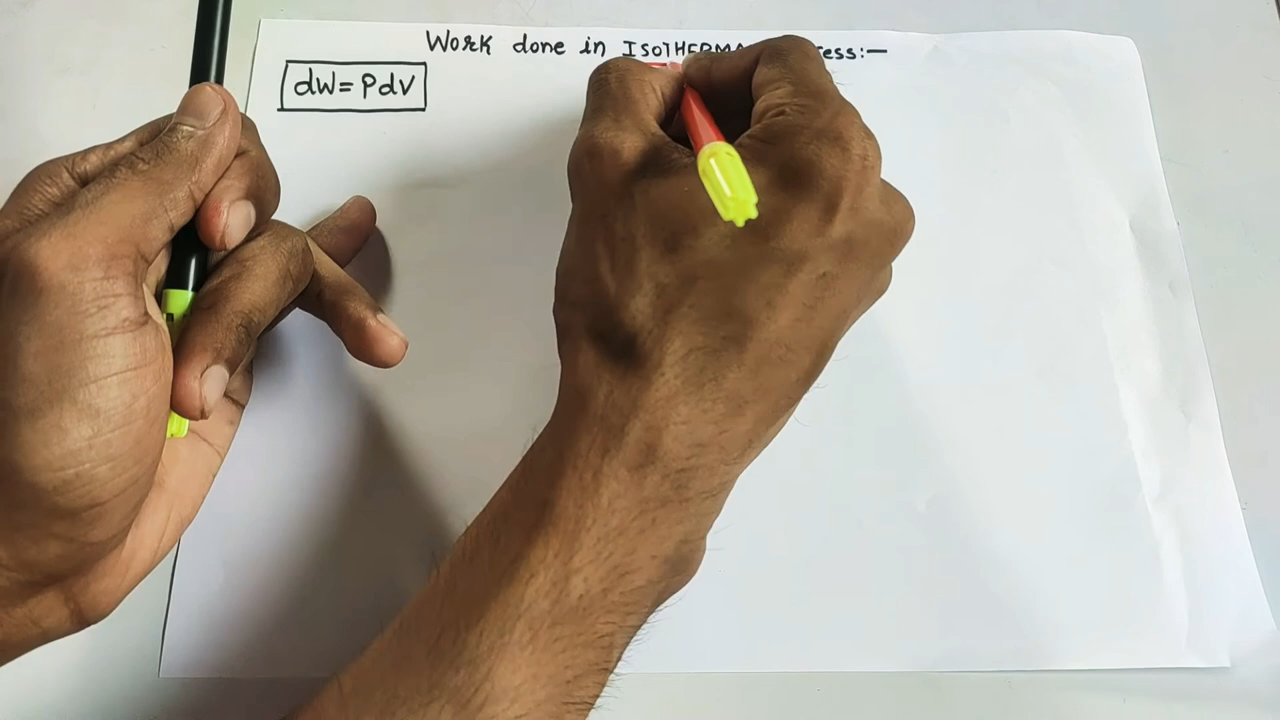 Work done in ISOTHERMA ess:—
dW = PdV